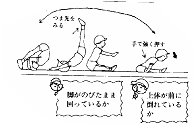 つま先を
みる
手で強く押す
脚がのびたまま
回っているか
上体が前に
倒れている
か